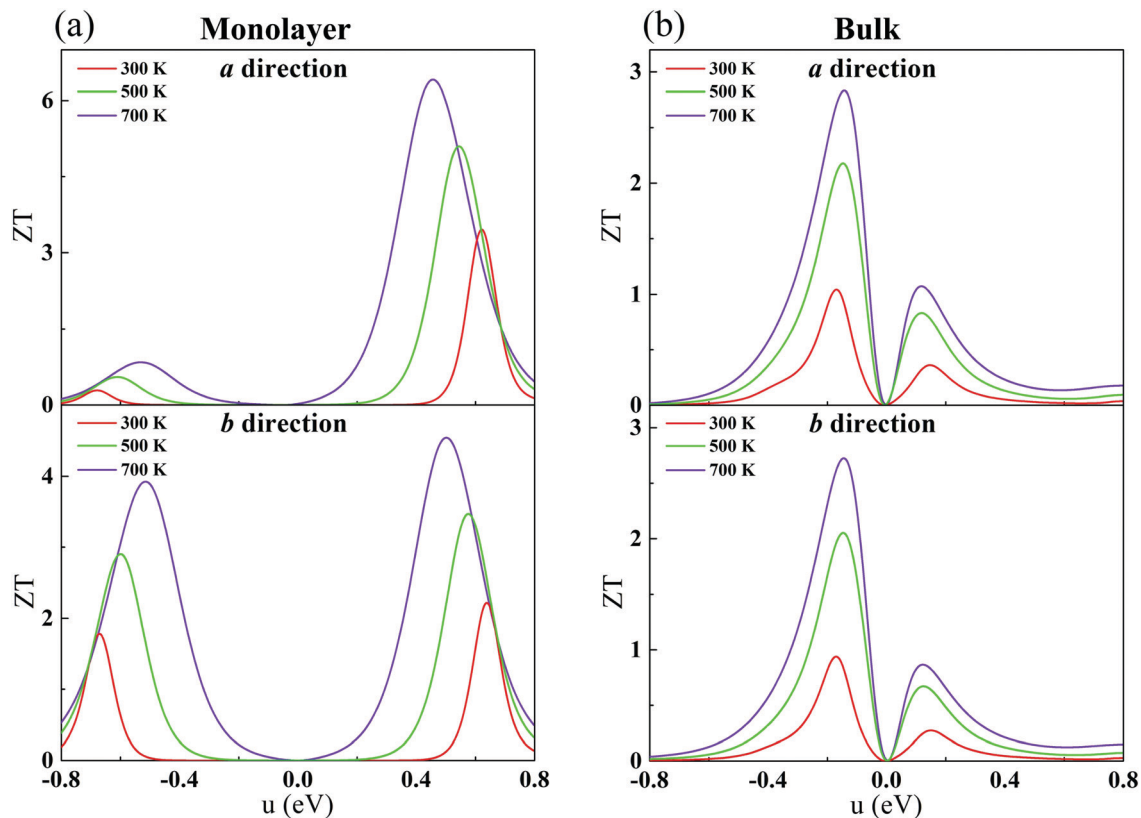 (a) Monolayer
a direction
300 K
500 K
700 K
ZT
6
3
0
b direction
300 K
500 K
700 K
ZT
4
2
0
-0.8 -0.4 0.0 0.4 0.8
u (eV)
(b) Bulk
a direction
300 K
500 K
700 K
ZT
3
2
1
0
b direction
300 K
500 K
700 K
ZT
3
2
1
0
-0.8 -0.4 0.0 0.4 0.8
u (eV)